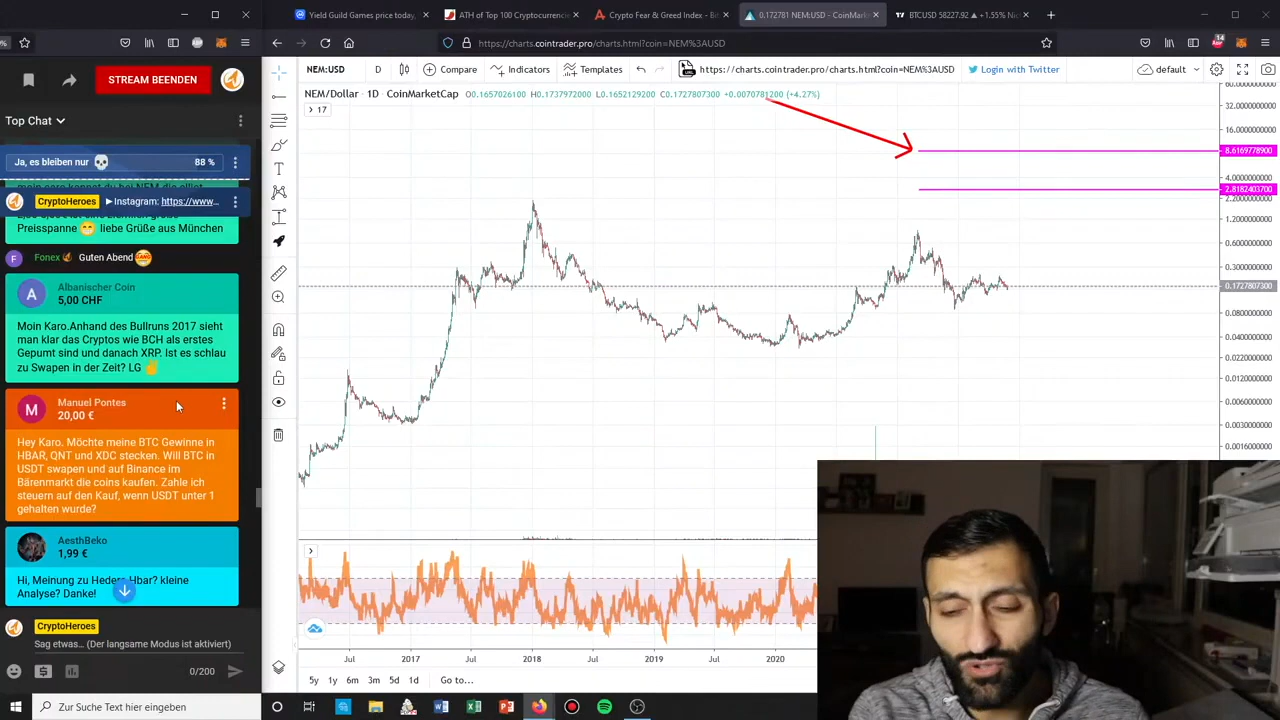 Yield Guild Games price today,
ATH of Top 100 Cryptocurrencie
Crypto Fear & Greed Index - Bit
0.172781 NEM:USD - CoinMark
BTCUSD 58227.92 ▲ +1.55% Nic
https://charts.cointrader.pro/charts.html?coin=NEM%3AUSD
14
STREAM BEENDEN
NEM:USD
D
Compare
Indicators
Templates
https://charts.cointrader.pro/charts.html?coin=NEM%3AUSD
Login with Twitter
default
NEM/Dollar · 1D · CoinMarketCap
O0.1657026100 H0.1737972000 L0.1652129000 C0.1727807300 +0.0070781200 (+4.27%)
17
Top Chat
Ja, es bleiben nur 💀 88 %
CryptoHeroes ▶ Instagram: https://www...
Preisspanne 😁 liebe Grüße aus München
Fonex Guten Abend
Albanischer Coin
5,00 CHF
Moin Karo.Anhand des Bullruns 2017 sieht
man klar das Cryptos wie BCH als erstes
Gepumt sind und danach XRP. Ist es schlau
zu Swapen in der Zeit? LG ✌
M
Manuel Pontes
20,00 €
Hey Karo. Möchte meine BTC Gewinne in
HBAR, QNT und XDC stecken. Will BTC in
USDT swapen und auf Binance im
Bärenmarkt die coins kaufen. Zahle ich
steuern auf den Kauf, wenn USDT unter 1
gehalten wurde?
AesthBeko
1,99 €
Hi, Meinung zu Heder Hbar? kleine
Analyse? Danke!
CryptoHeroes
Sag etwas... (Der langsame Modus ist aktiviert)
0/200
32.0000000000
16.0000000000
8.6169778900
4.0000000000
2.8182403700
2.2000000000
1.2000000000
0.6000000000
0.3000000000
0.1727807300
0.0800000000
0.0400000000
0.0220000000
0.0120000000
0.0060000000
0.0030000000
0.0016000000
Jul
2017
Jul
2018
Jul
2019
Jul
2020
5y 1y 6m 3m 5d 1d Go to...
Zur Suche Text hier eingeben